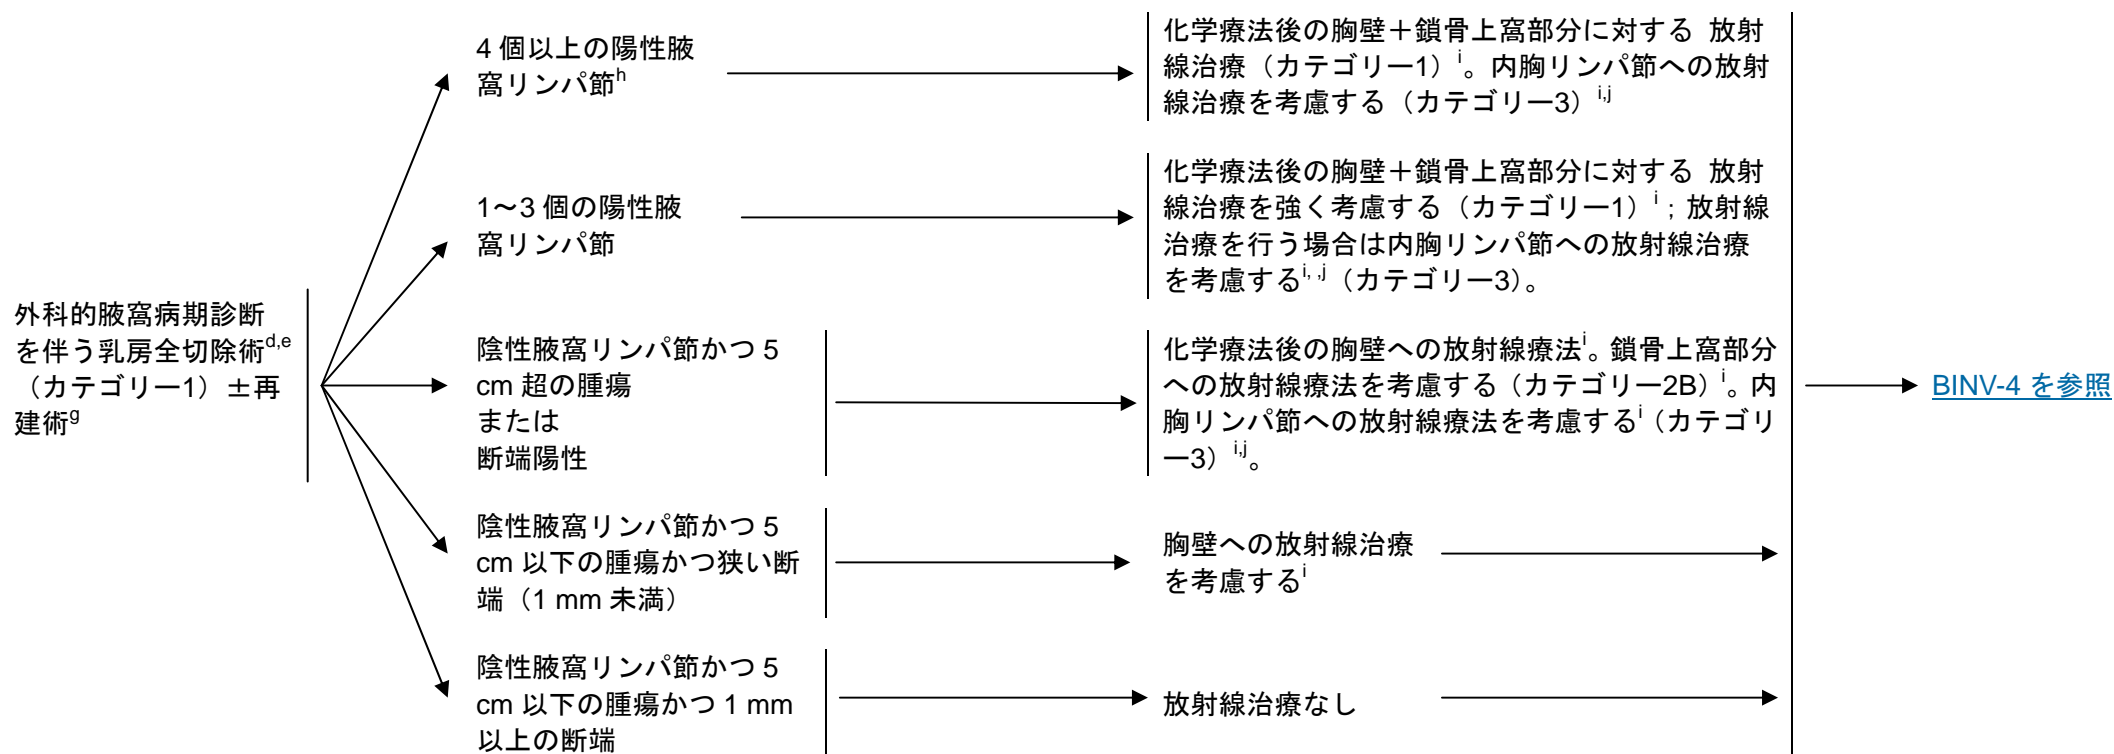 外科的腋窩病期診断
を伴う乳房全切除術d,e
（カテゴリー1）±再
建術g
4 個以上の陽性腋
窩リンパ節h
化学療法後の胸壁＋鎖骨上窩部分に対する 放射
線治療（カテゴリー1）i。内胸リンパ節への放射
線治療を考慮する（カテゴリー3）i,j
1～3 個の陽性腋
窩リンパ節
化学療法後の胸壁＋鎖骨上窩部分に対する 放射
線治療を強く考慮する（カテゴリー1）i；放射線
治療を行う場合は内胸リンパ節への放射線治療
を考慮するi, ,j（カテゴリー3）。
陰性腋窩リンパ節かつ 5
cm 超の腫瘍
または
断端陽性
化学療法後の胸壁への放射線療法i。鎖骨上窩部分
への放射線療法を考慮する（カテゴリー2B）i。内
胸リンパ節への放射線療法を考慮するi（カテゴリ
ー3）i,j。
陰性腋窩リンパ節かつ 5
cm 以下の腫瘍かつ狭い断
端（1 mm 未満）
胸壁への放射線治療
を考慮するi
陰性腋窩リンパ節かつ 5
cm 以下の腫瘍かつ 1 mm
以上の断端
放射線治療なし
BINV-4 を参照